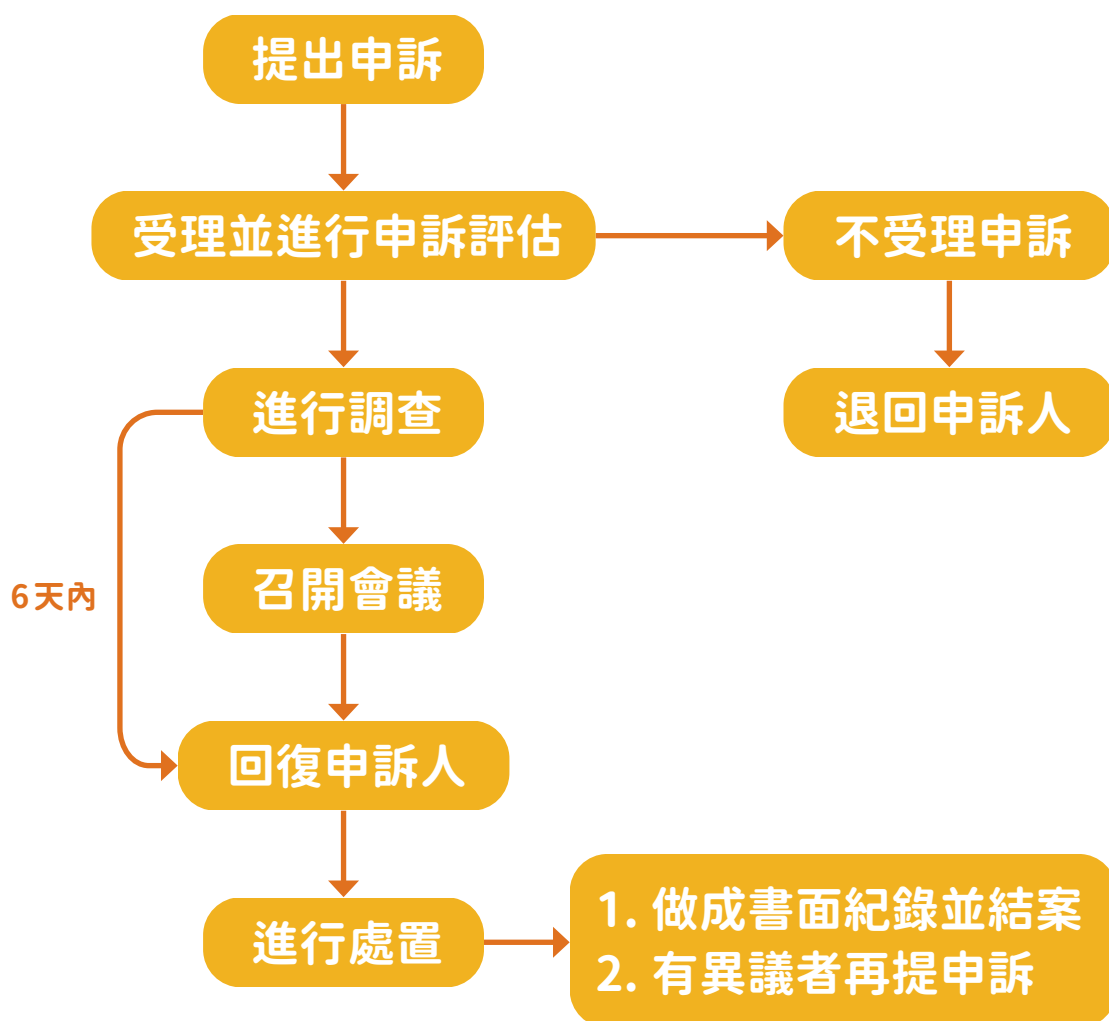 提出申訴
受理並進行申訴評估
不受理申訴
進行調查
退回申訴人
召開會議
6天內
回復申訴人
進行處置
1. 做成書面紀錄並結案
2. 有異議者再提申訴